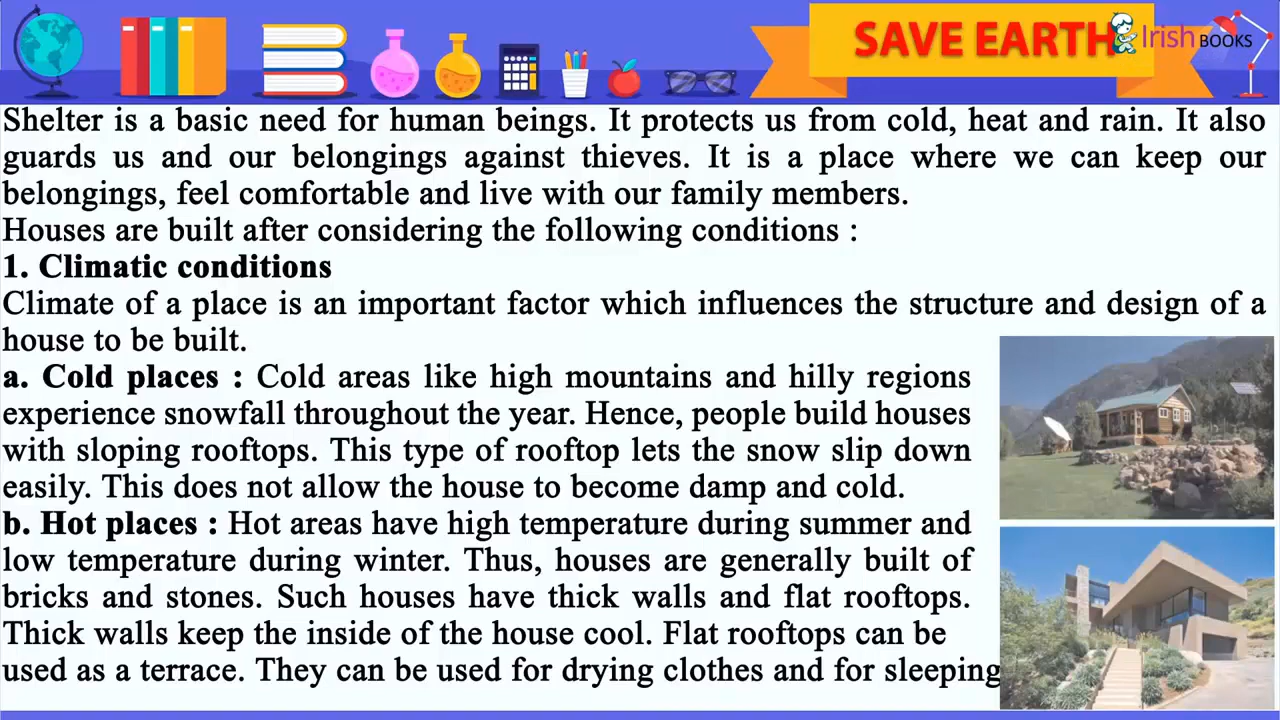 SAVE EARTH
Irish BOOKS
Shelter is a basic need for human beings. It protects us from cold, heat and rain. It also
guards us and our belongings against thieves. It is a place where we can keep our
belongings, feel comfortable and live with our family members.
Houses are built after considering the following conditions :
1. Climatic conditions
Climate of a place is an important factor which influences the structure and design of a
house to be built.
a. Cold places : Cold areas like high mountains and hilly regions
experience snowfall throughout the year. Hence, people build houses
with sloping rooftops. This type of rooftop lets the snow slip down
easily. This does not allow the house to become damp and cold.
b. Hot places : Hot areas have high temperature during summer and
low temperature during winter. Thus, houses are generally built of
bricks and stones. Such houses have thick walls and flat rooftops.
Thick walls keep the inside of the house cool. Flat rooftops can be
used as a terrace. They can be used for drying clothes and for sleeping